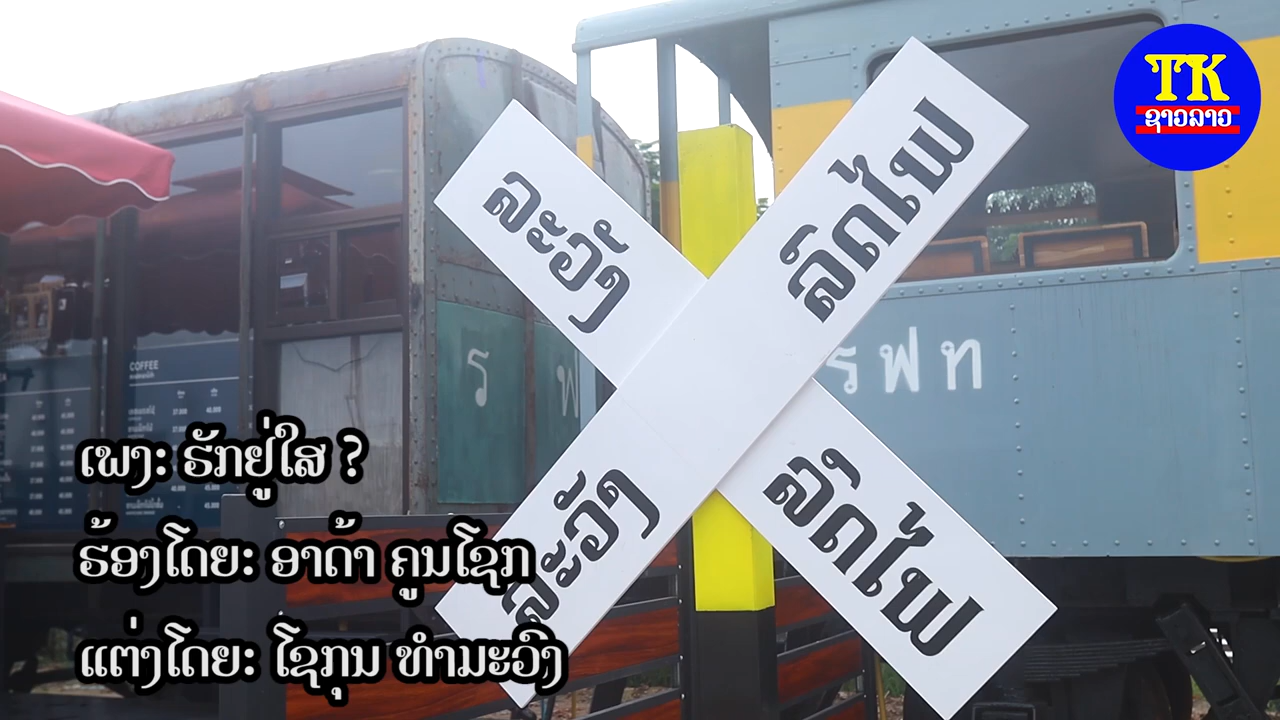 TK
ຊາວລາວ
ລະວັງ
ລົດໄຟ
ລະວັງ
ລົດໄຟ
ร ฟ
ร ฟ ท
COFFEE
ເພງ: ຮັກຢູ່ໃສ ?
ຮ້ອງໂດຍ: ອາດ້າ ຄູນໂຊກ
ແຕ່ງໂດຍ: ໂຊກຸນ ທຳມະວົງ